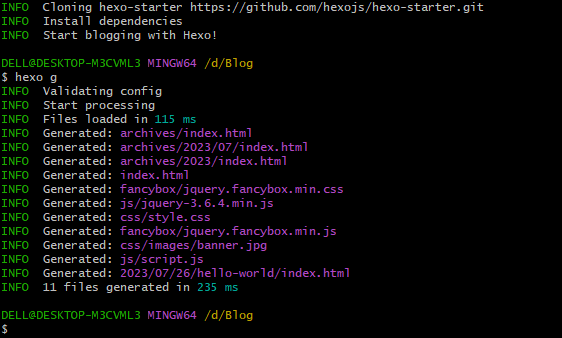 INFO  Cloning hexo-starter https://github.com/hexojs/hexo-starter.git
INFO  Install dependencies
INFO  Start blogging with Hexo!
DELL@DESKTOP-M3CVML3 MINGW64 /d/Blog
$ hexo g
INFO  Validating config
INFO  Start processing
INFO  Files loaded in 115 ms
INFO  Generated: archives/index.html
INFO  Generated: archives/2023/07/index.html
INFO  Generated: archives/2023/index.html
INFO  Generated: index.html
INFO  Generated: fancybox/jquery.fancybox.min.css
INFO  Generated: js/jquery-3.6.4.min.js
INFO  Generated: css/style.css
INFO  Generated: fancybox/jquery.fancybox.min.js
INFO  Generated: css/images/banner.jpg
INFO  Generated: js/script.js
INFO  Generated: 2023/07/26/hello-world/index.html
INFO  11 files generated in 235 ms
DELL@DESKTOP-M3CVML3 MINGW64 /d/Blog
$